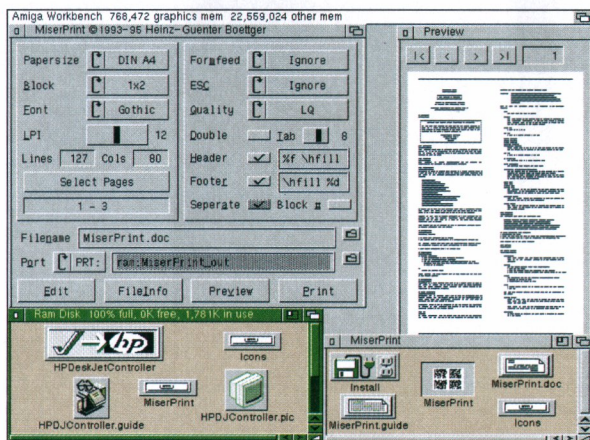 Amiga Workbench 768,472 graphics mem 22,559,024 other mem
MiserPrint ©1993-95 Heinz-Guenter Boettger
Papersize DIN A4
Block 1x2
Font Gothic
LPI 12
Lines 127 Cols 80
Select Pages
1 - 3
Formfeed Ignore
ESC Ignore
Quality LQ
Double Tab 8
Header %f \hfill
Footer \hfill %d
Seperate Block #
Filename MiserPrint.doc
Port PRT: ram:MiserPrint_out
Edit FileInfo Preview Print
Preview
|< < > >| 1
Ram Disk 100% full, 0K free, 1,761K in use
hp
HPDeskJetController
Icons
HPDJController.guide
MiserPrint
HPDJController.pic
MiserPrint
Install
MiserPrint
MiserPrint.doc
MiserPrint.guide
Icons